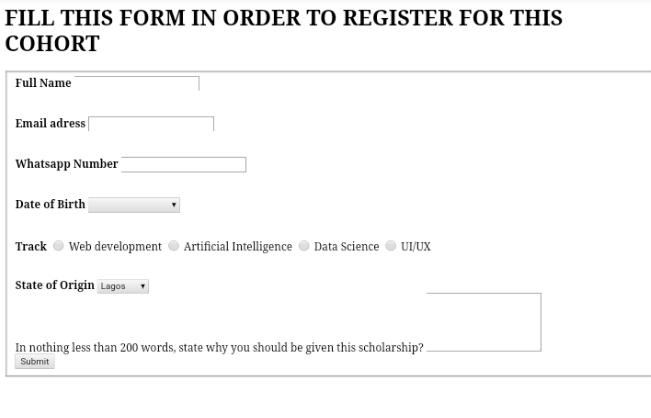 FILL THIS FORM IN ORDER TO REGISTER FOR THIS
COHORT
Full Name
Email adress
Whatsapp Number
Date of Birth
Track Web development Artificial Intelligence Data Science UI/UX
State of Origin Lagos
In nothing less than 200 words, state why you should be given this scholarship?
Submit